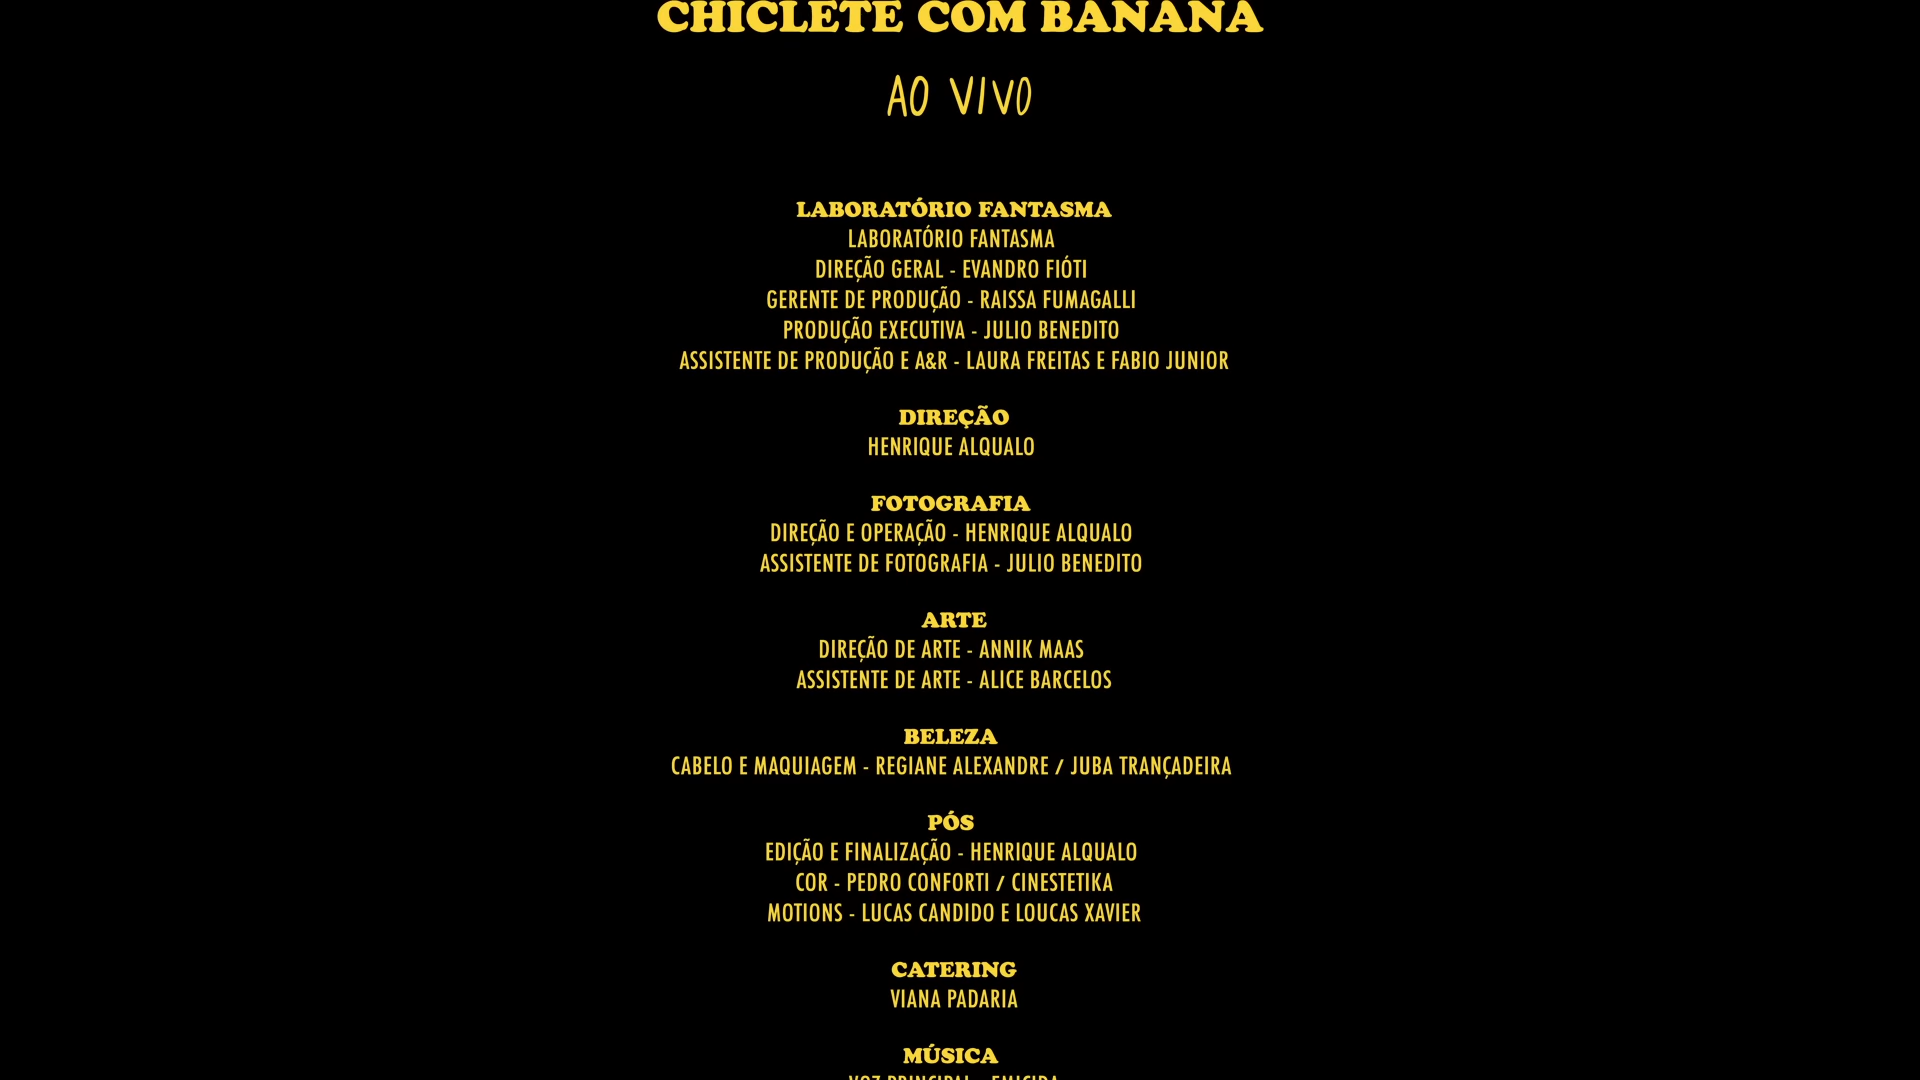 CHICLETE COM BANANA
AO VIVO
LABORATÓRIO FANTASMA
LABORATÓRIO FANTASMA
DIREÇÃO GERAL - EVANDRO FIÓTI
GERENTE DE PRODUÇÃO - RAISSA FUMAGALLI
PRODUÇÃO EXECUTIVA - JULIO BENEDITO
ASSISTENTE DE PRODUÇÃO E A&R - LAURA FREITAS E FABIO JUNIOR
DIREÇÃO
HENRIQUE ALQUALO
FOTOGRAFIA
DIREÇÃO E OPERAÇÃO - HENRIQUE ALQUALO
ASSISTENTE DE FOTOGRAFIA - JULIO BENEDITO
ARTE
DIREÇÃO DE ARTE - ANNIK MAAS
ASSISTENTE DE ARTE - ALICE BARCELOS
BELEZA
CABELO E MAQUIAGEM - REGIANE ALEXANDRE / JUBA TRANÇADEIRA
PÓS
EDIÇÃO E FINALIZAÇÃO - HENRIQUE ALQUALO
COR - PEDRO CONFORTI / CINESTETIKA
MOTIONS - LUCAS CANDIDO E LOUCAS XAVIER
CATERING
VIANA PADARIA
MÚSICA
VOZ PRINCIPAL - EMICIDA